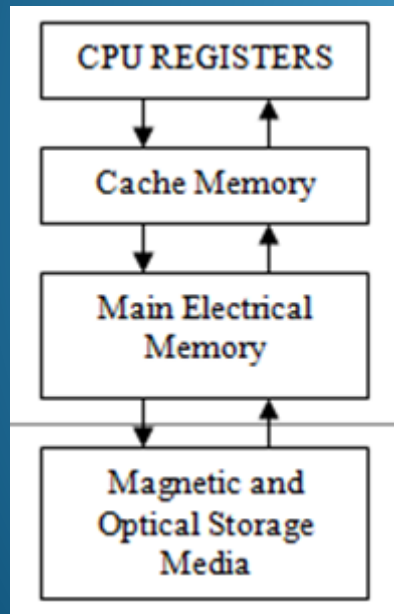 CPU REGISTERS
Cache Memory
Main Electrical
Memory
Magnetic and
Optical Storage
Media